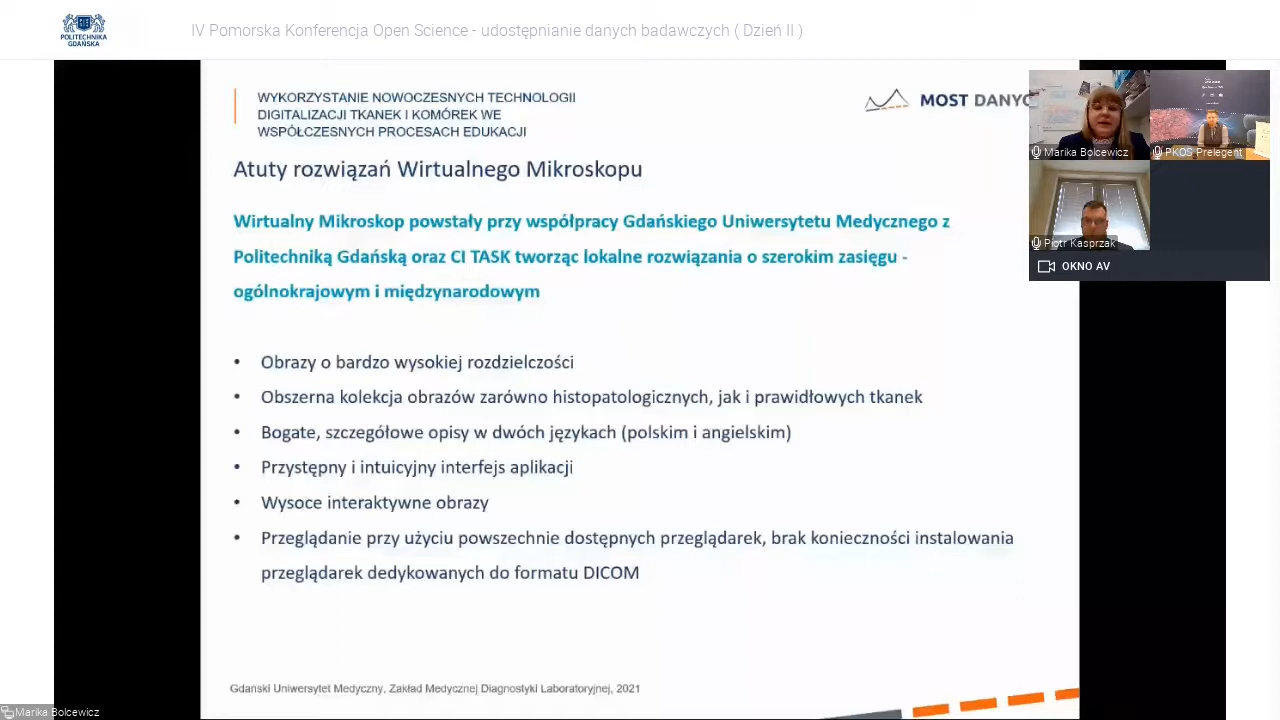 POLITECHNIKA
GDAŃSKA
IV Pomorska Konferencja Open Science - udostępnianie danych badawczych ( Dzień II )
WYKORZYSTANIE NOWOCZESNYCH TECHNOLOGII
DIGITALIZACJI TKANEK I KOMÓREK WE
WSPÓŁCZESNYCH PROCESACH EDUKACJI
MOST DANYC
Atuty rozwiązań Wirtualnego Mikroskopu
Wirtualny Mikroskop powstały przy współpracy Gdańskiego Uniwersytetu Medycznego z
Politechniką Gdańską oraz CI TASK tworząc lokalne rozwiązania o szerokim zasięgu -
ogólnokrajowym i międzynarodowym
• Obrazy o bardzo wysokiej rozdzielczości
• Obszerna kolekcja obrazów zarówno histopatologicznych, jak i prawidłowych tkanek
• Bogate, szczegółowe opisy w dwóch językach (polskim i angielskim)
• Przystępny i intuicyjny interfejs aplikacji
• Wysoce interaktywne obrazy
• Przeglądanie przy użyciu powszechnie dostępnych przeglądarek, brak konieczności instalowania
przeglądarek dedykowanych do formatu DICOM
Gdański Uniwersytet Medyczny, Zakład Medycznej Diagnostyki Laboratoryjnej, 2021
Marika Bolcewicz
PKOS Prelegent
Piotr Kasprzak
OKNO AV
Marika Bolcewicz